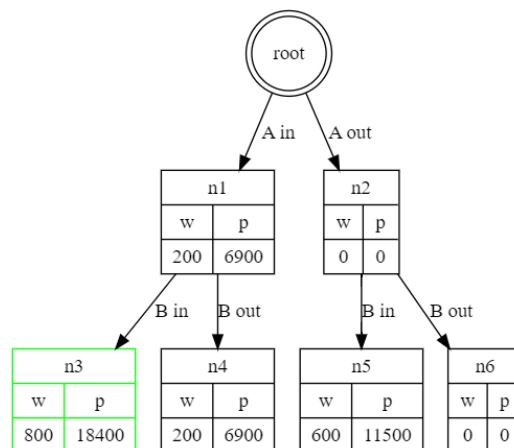 root
A in A out
n1 n2
w p w p
200 6900 0 0
B in B out B in B out
n3 n4 n5 n6
w p w p w p w p
800 18400 200 6900 600 11500 0 0